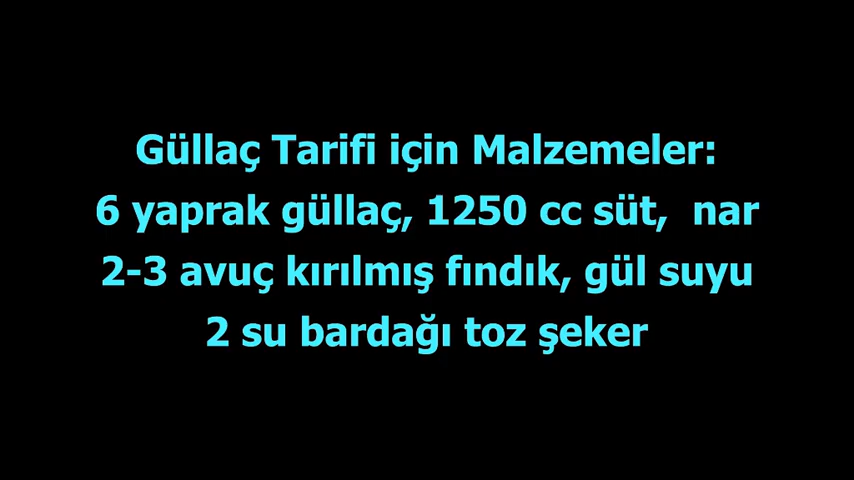 Güllaç Tarifi için Malzemeler:
6 yaprak güllaç, 1250 cc süt,  nar
2-3 avuç kırılmış fındık, gül suyu
2 su bardağı toz şeker